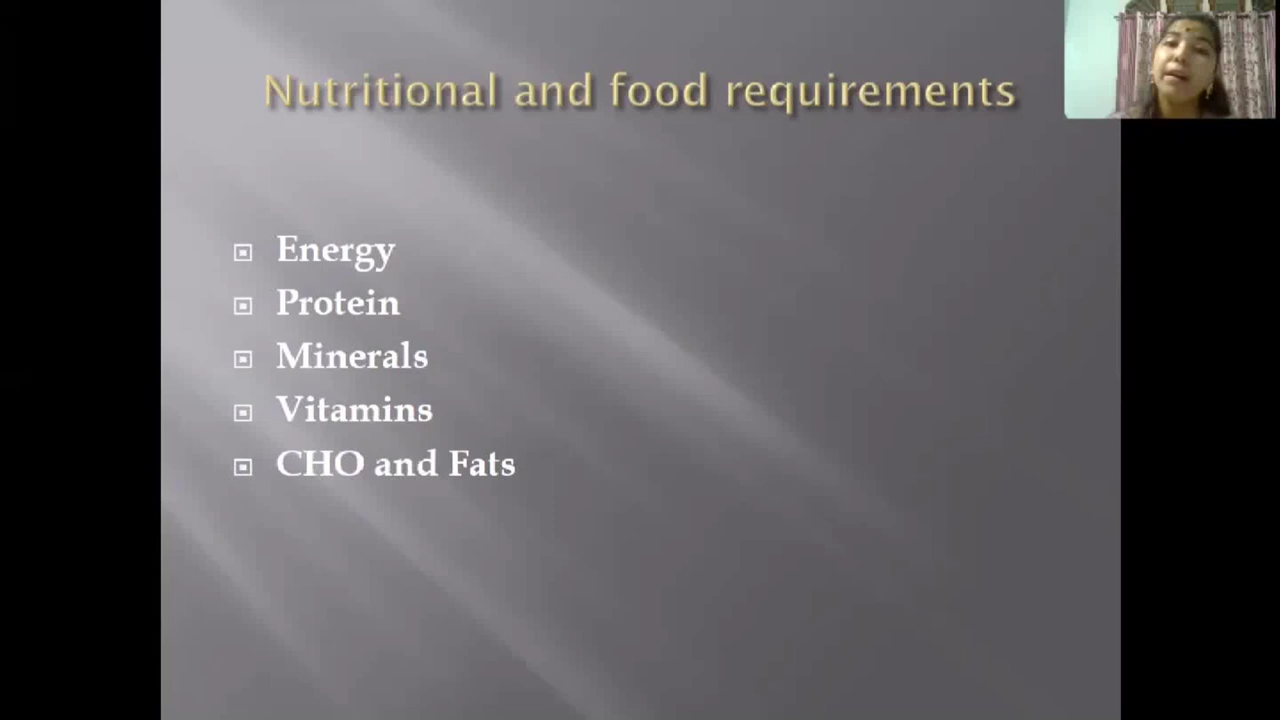 Nutritional and food requirements
Energy
Protein
Minerals
Vitamins
CHO and Fats